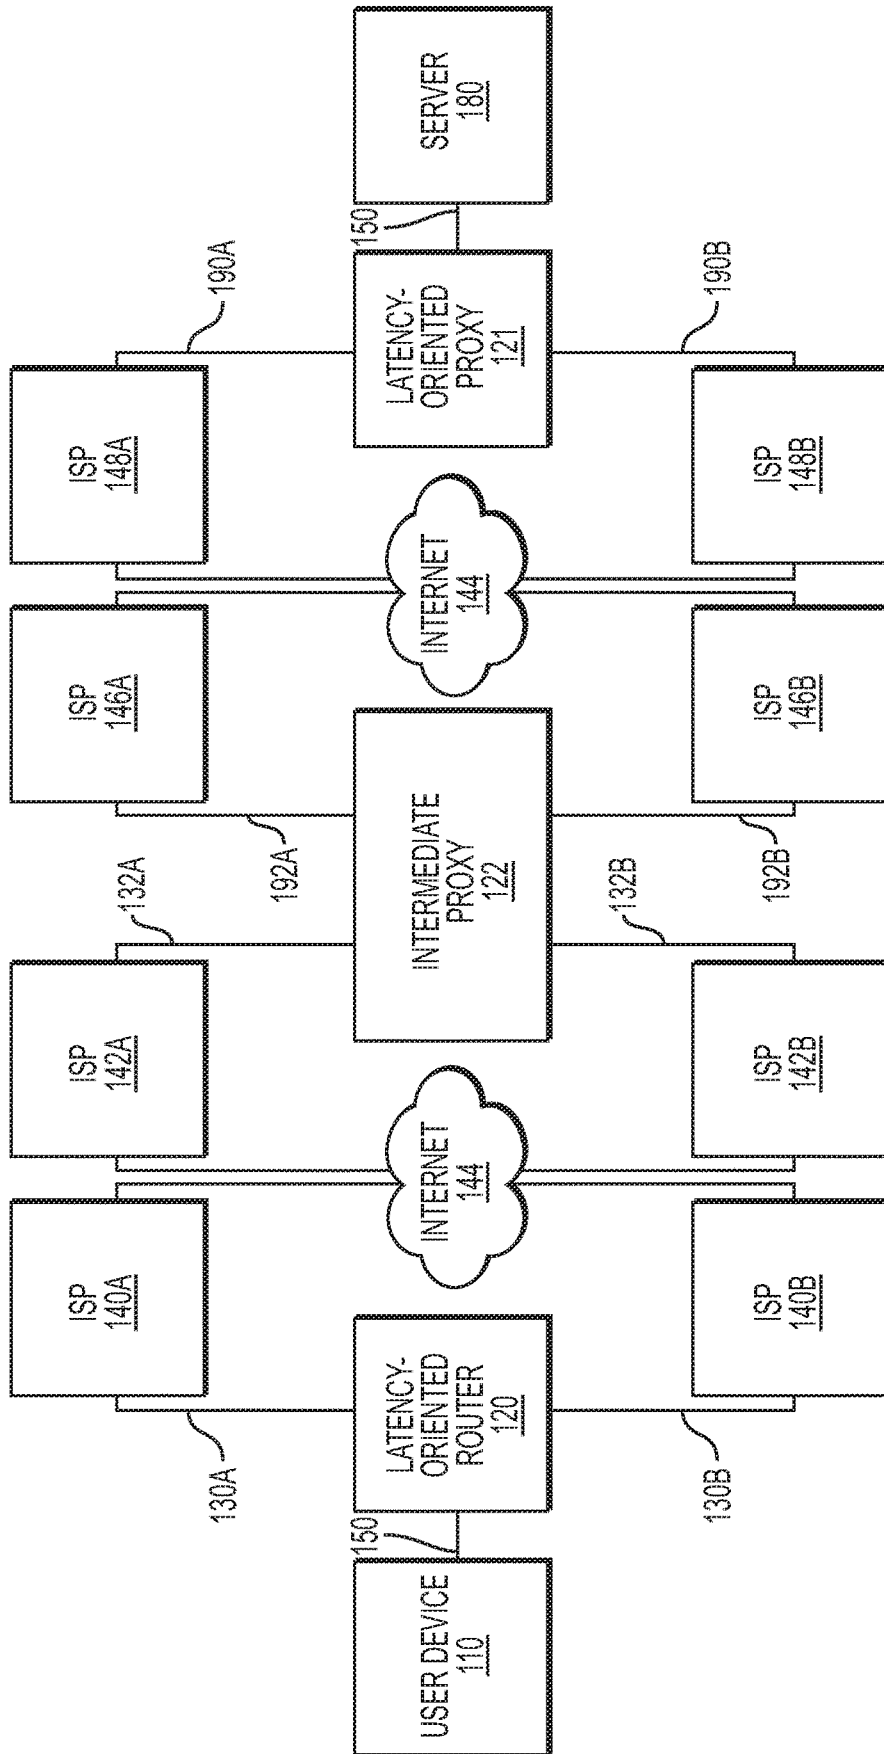 ISP
140A
ISP
142A
ISP
146A
ISP
148A
130A
132A
192A
190A
USER DEVICE
110
150
LATENCY-
ORIENTED
ROUTER
120
INTERNET
144
INTERMEDIATE
PROXY
122
INTERNET
144
LATENCY-
ORIENTED
PROXY
121
150
SERVER
180
130B
132B
192B
190B
ISP
140B
ISP
142B
ISP
146B
ISP
148B